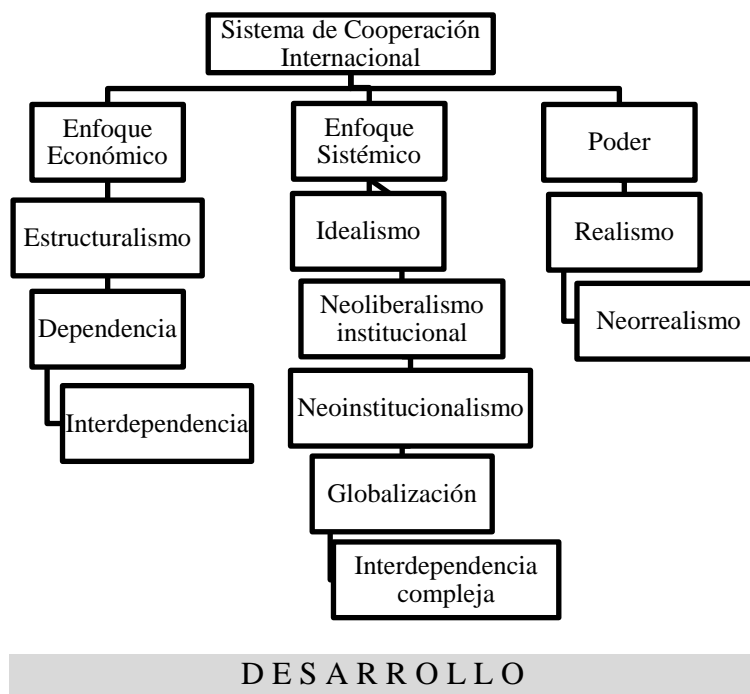 Sistema de Cooperación
Internacional
Enfoque
Económico
Estructuralismo
Dependencia
Interdependencia
Enfoque
Sistémico
Idealismo
Neoliberalismo
institucional
Neoinstitucionalismo
Globalización
Interdependencia
compleja
Poder
Realismo
Neorrealismo
D E S A R R O L L O